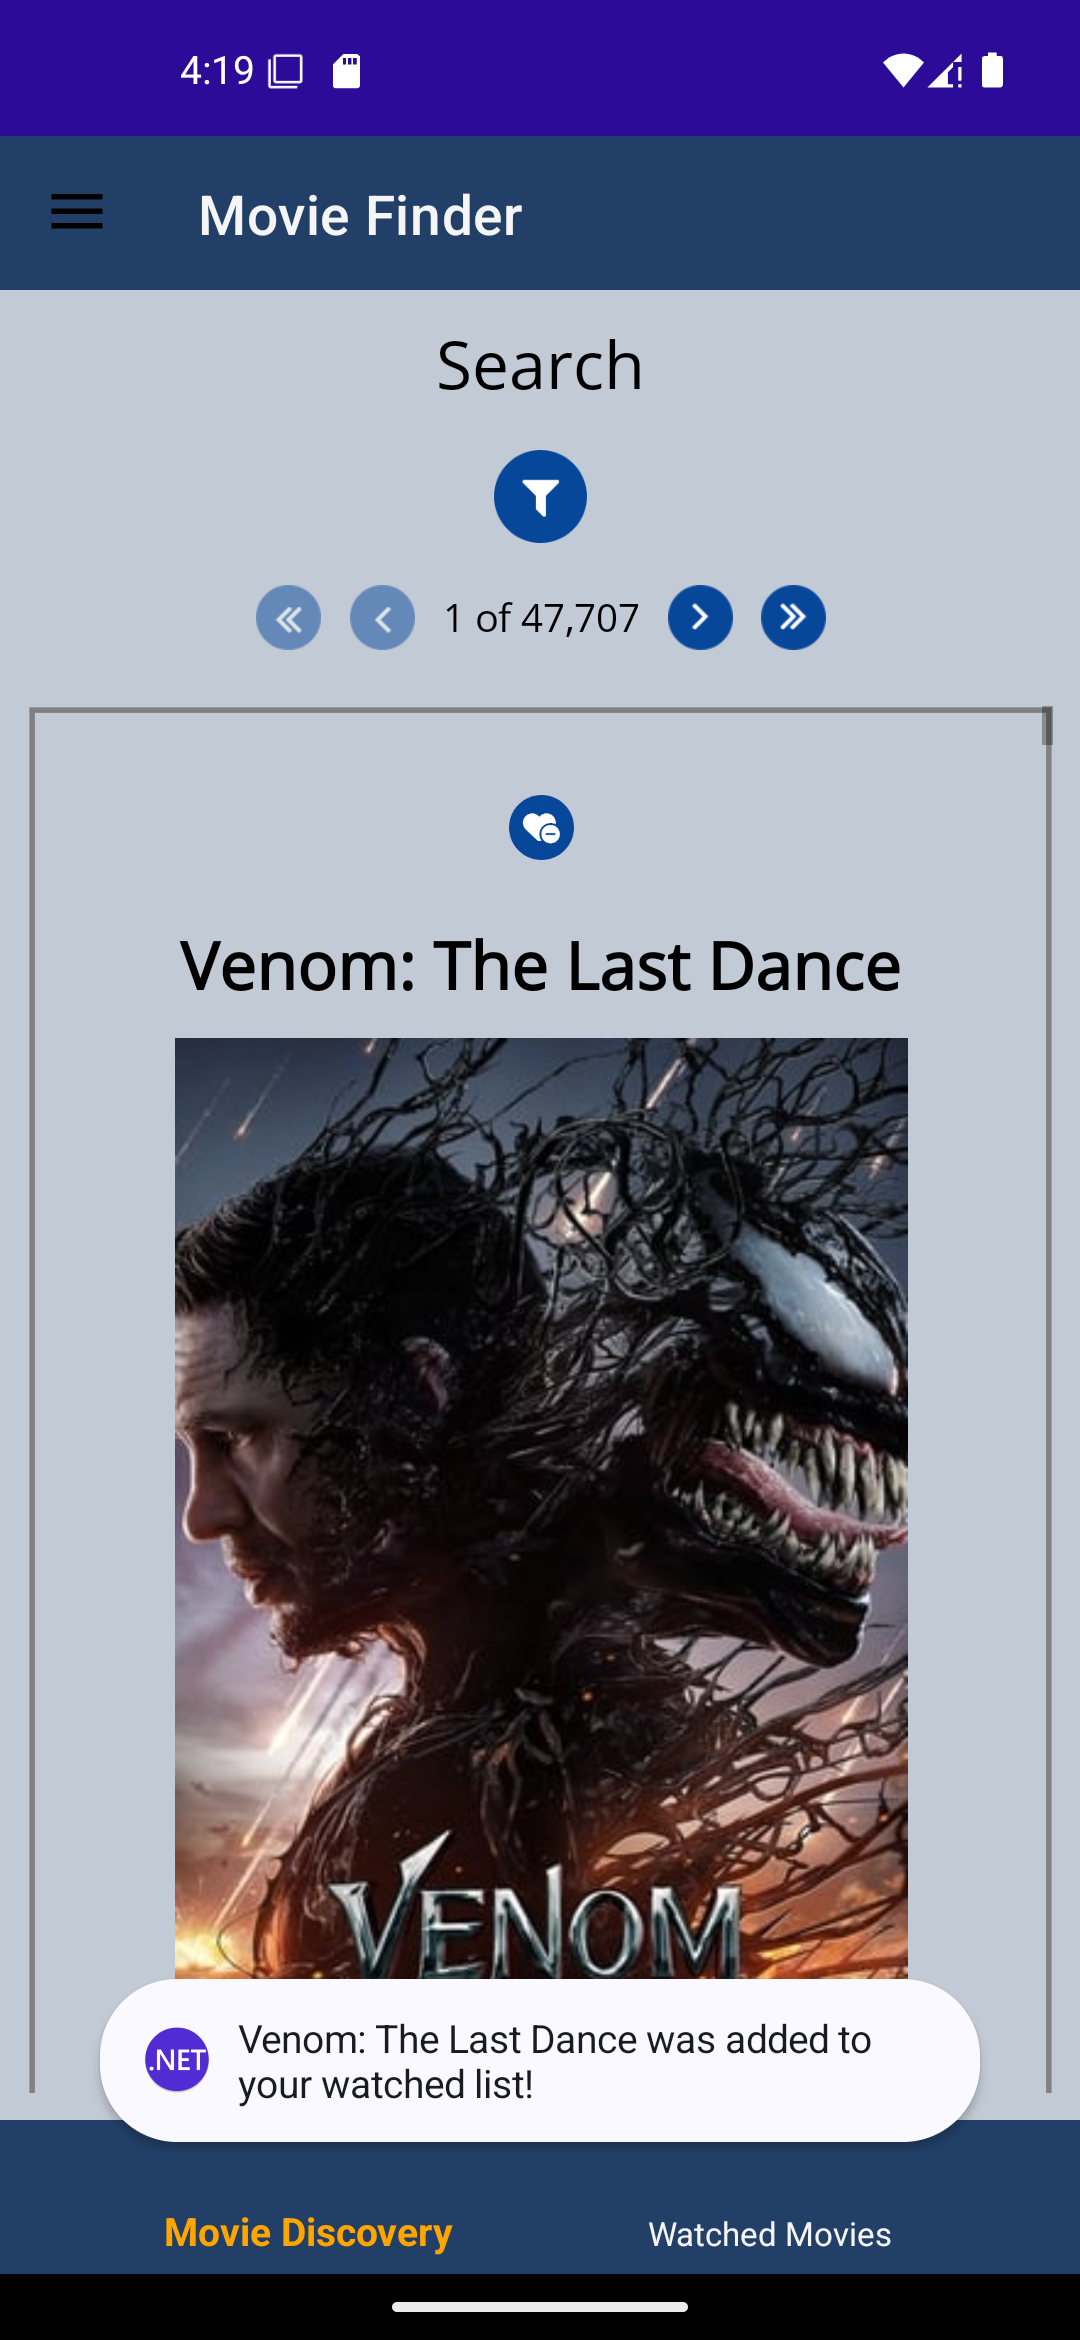 4:19
Movie Finder
Search
1 of 47,707
Venom: The Last Dance
VENOM
.NET
Venom: The Last Dance was added to
your watched list!
Movie Discovery
Watched Movies